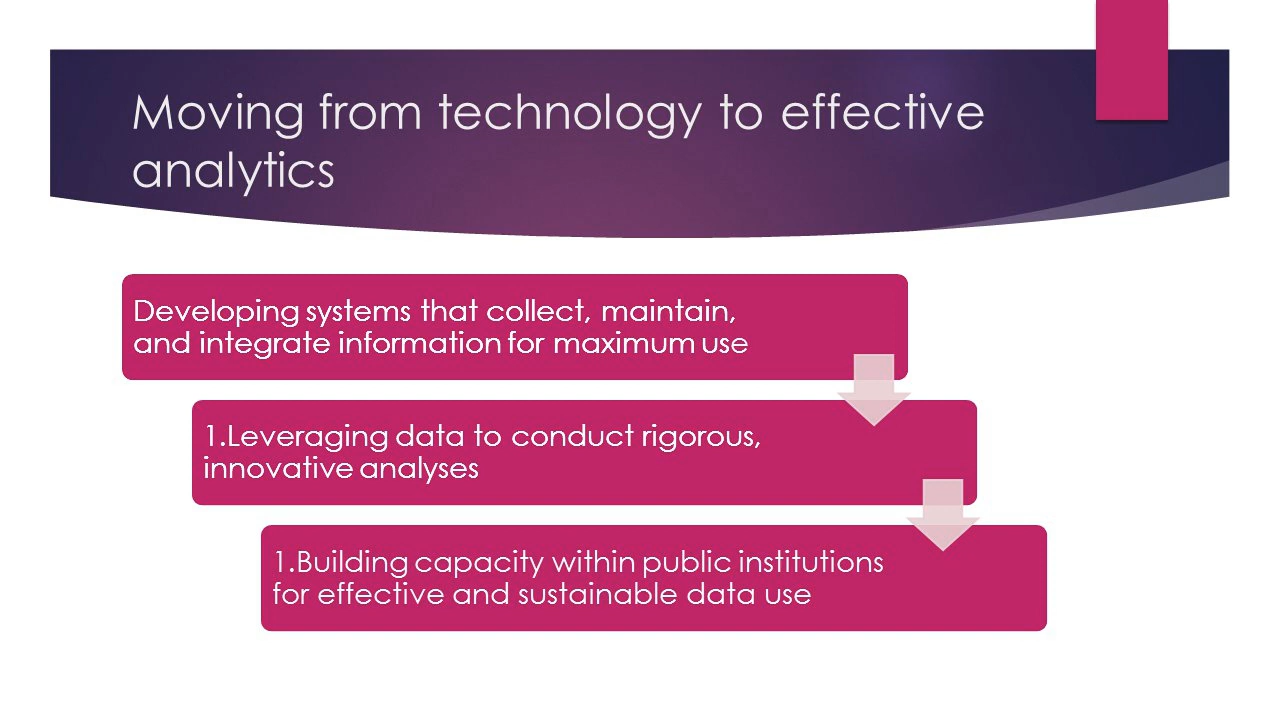 Moving from technology to effective
analytics
Developing systems that collect, maintain,
and integrate information for maximum use
1.Leveraging data to conduct rigorous,
innovative analyses
1.Building capacity within public institutions
for effective and sustainable data use